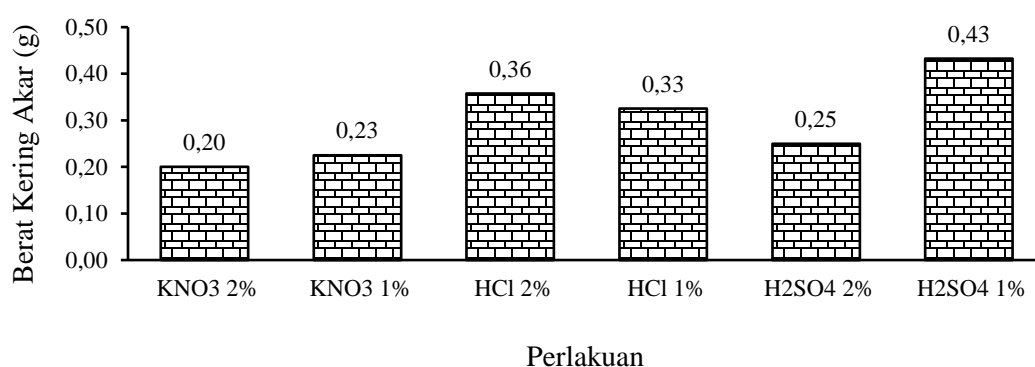 Berat Kering Akar (g)
0,50
0,40
0,30
0,20
0,10
0,00
0,20
0,23
0,36
0,33
0,25
0,43
KNO3 2%
KNO3 1%
HCl 2%
HCl 1%
H2SO4 2%
H2SO4 1%
Perlakuan